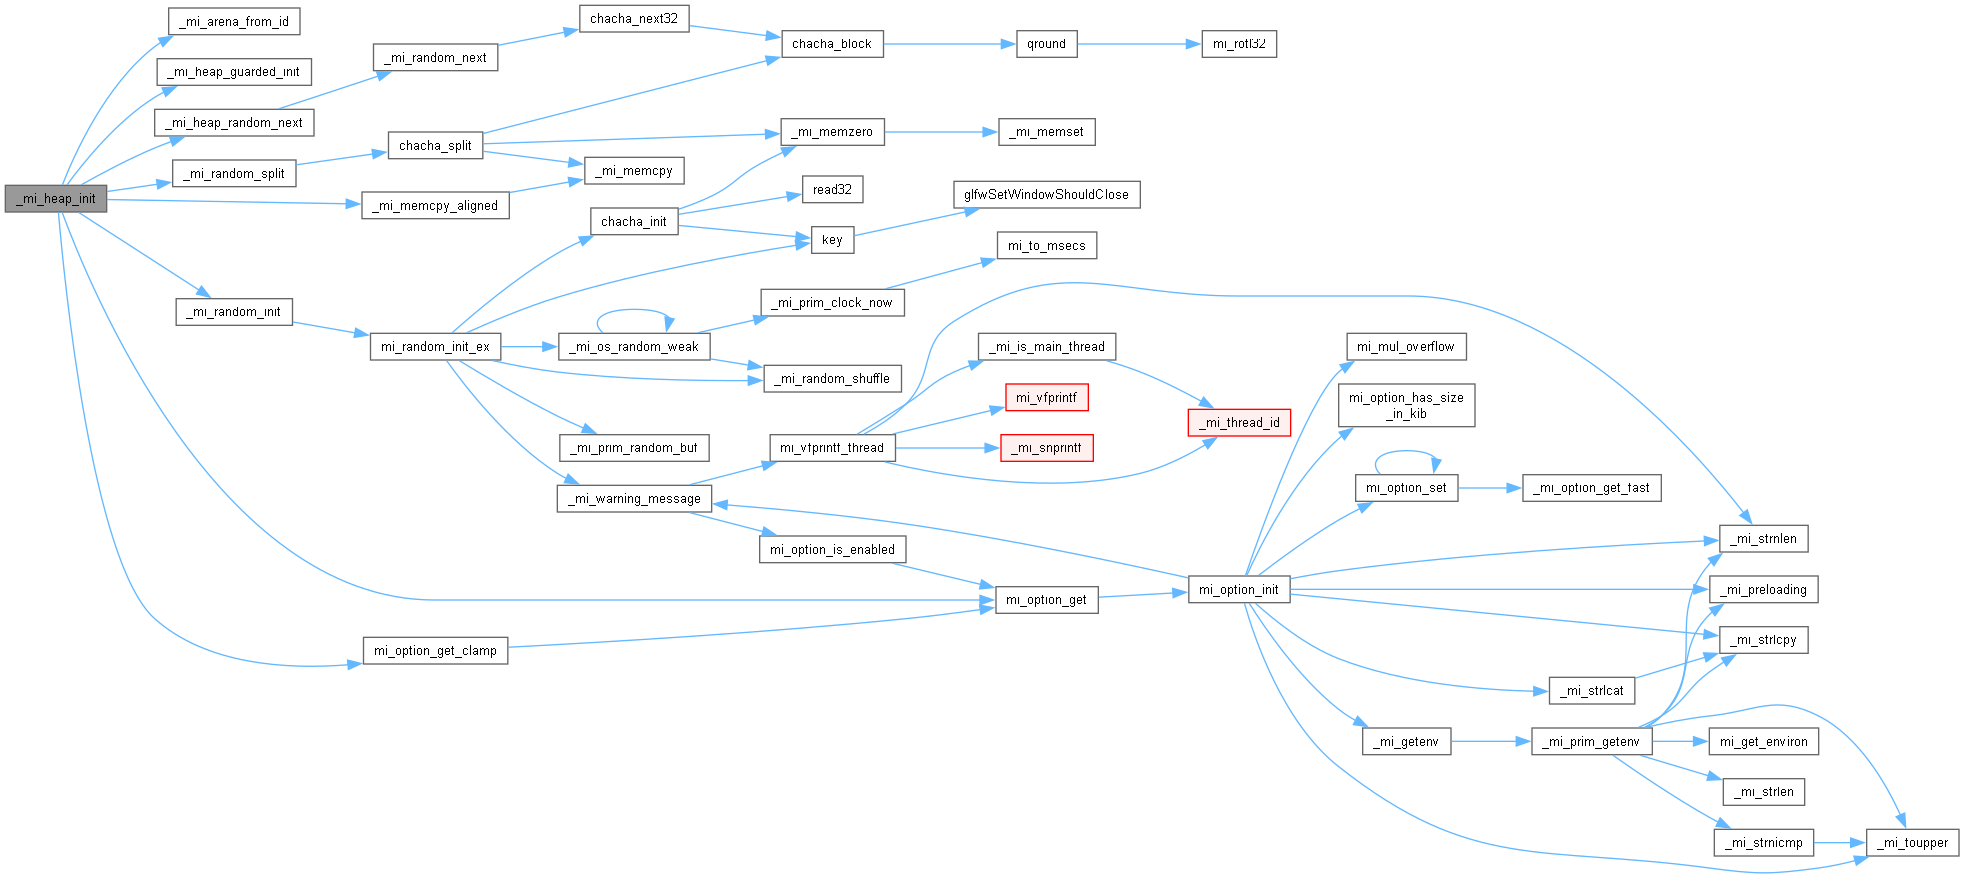 _mi_heap_init
_mi_arena_from_id
_mi_heap_guarded_init
_mi_heap_random_next
_mi_random_split
_mi_memcpy_aligned
_mi_random_init
mi_option_get_clamp
_mi_random_next
chacha_split
mi_random_init_ex
chacha_next32
_mi_memcpy
chacha_init
_mi_os_random_weak
_mi_prim_random_buf
_mi_warning_message
chacha_block
_mi_memzero
read32
key
_mi_prim_clock_now
_mi_random_shuffle
mi_vfprintf_thread
mi_option_is_enabled
qround
_mi_memset
glfwSetWindowShouldClose
mi_to_msecs
_mi_is_main_thread
mi_vfprintf
_mi_snprintf
mi_option_get
mi_rotl32
_mi_thread_id
mi_option_init
mi_mul_overflow
mi_option_has_size
_in_kib
mi_option_set
_mi_getenv
_mi_option_get_fast
_mi_strlcat
_mi_prim_getenv
_mi_strnlen
_mi_preloading
_mi_strlcpy
mi_get_environ
_mi_strlen
_mi_strnicmp
_mi_toupper